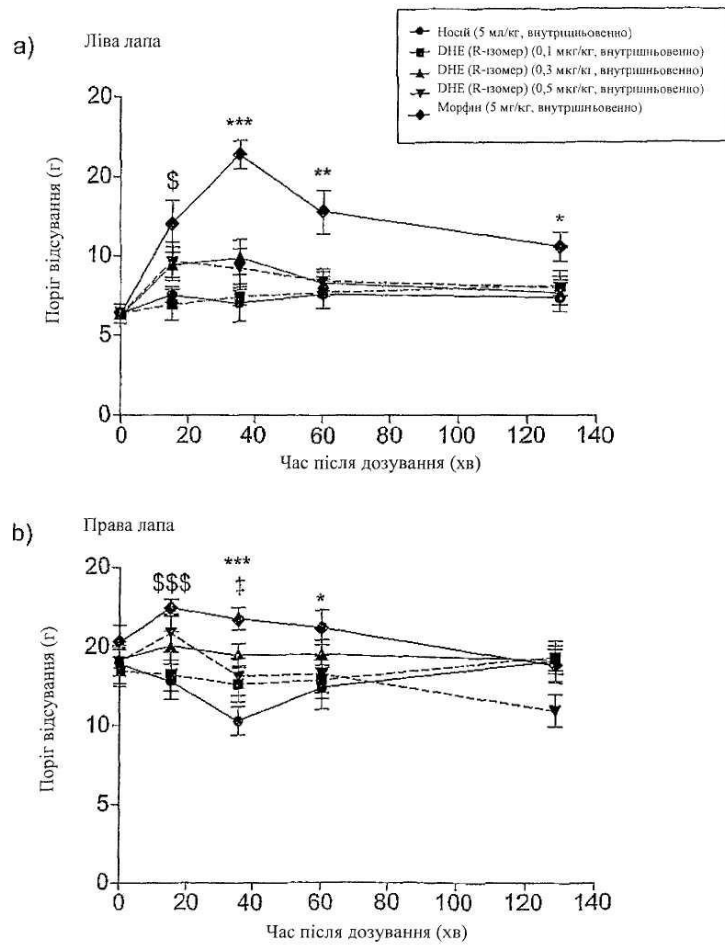 a)
Ліва лапа
Носій (5 мл/кг, внутрішньовенно)
DHE (R-ізомер) (0,1 мкг/кг, внутрішньовенно)
DHE (R-ізомер) (0,3 мкг/кг, внутрішньовенно)
DHE (R-ізомер) (0,5 мкг/кг, внутрішньовенно)
Морфін (5 мг/кг, внутрішньовенно)
20
20
10
5
0
Поріг відсування (г)
$
***
**
*
0 20 40 60 80 100 120 140
Час після дозування (хв)
b)
Права лапа
20
20
10
5
0
Поріг відсування (г)
$$$
***
‡
*
0 20 40 60 80 100 120 140
Час після дозування (хв)